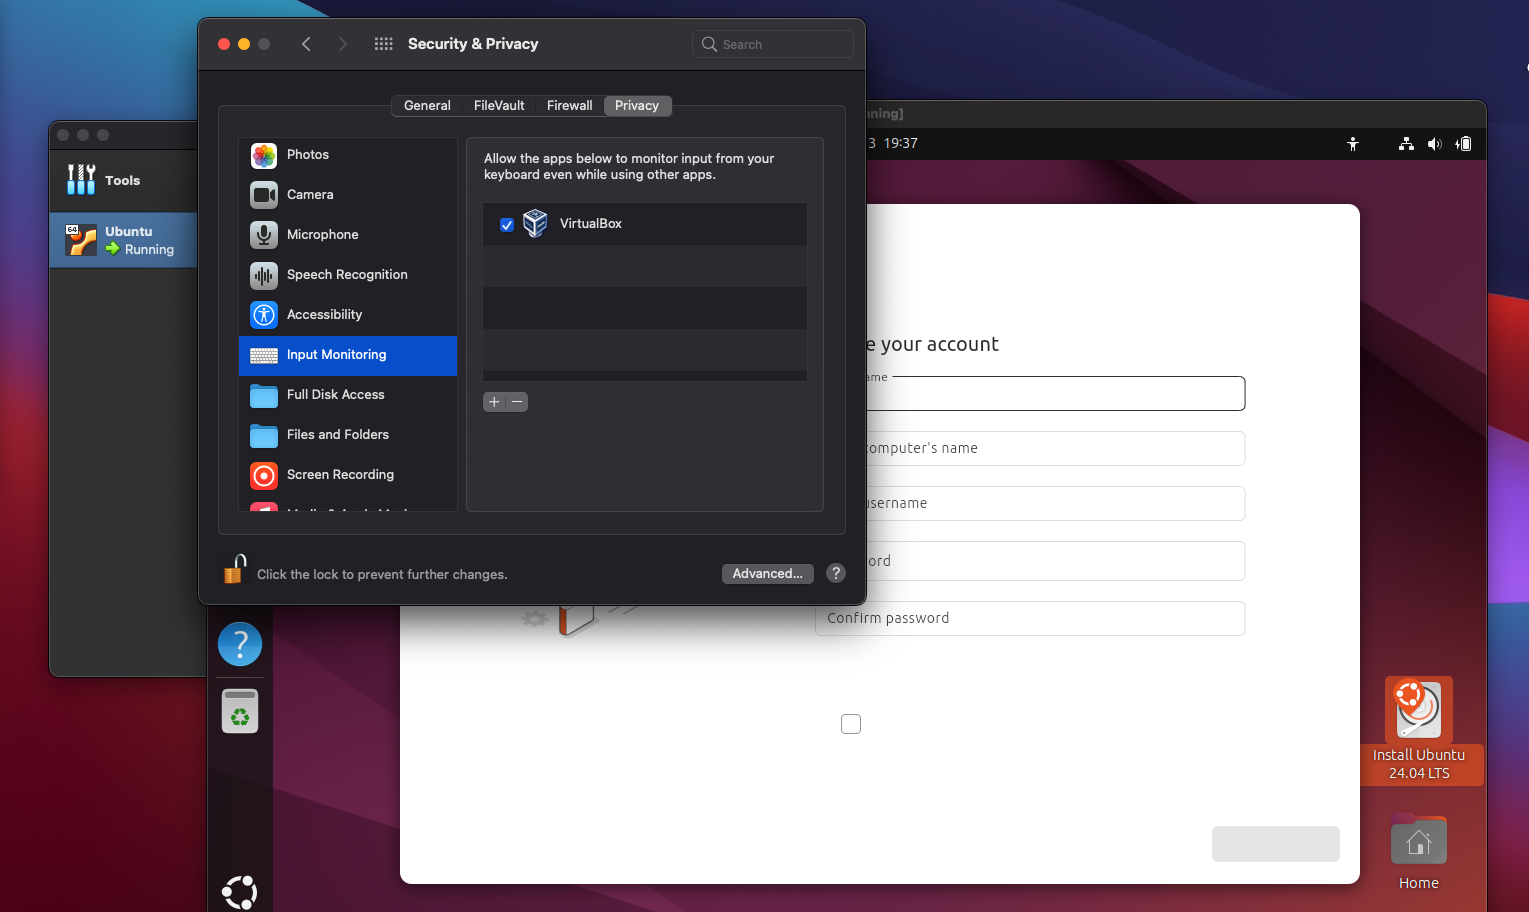 Security & Privacy
Search
General
FileVault
Firewall
Privacy
Photos
Camera
Microphone
Speech Recognition
Accessibility
Input Monitoring
Full Disk Access
Files and Folders
Screen Recording
Allow the apps below to monitor input from your
keyboard even while using other apps.
VirtualBox
+ −
Click the lock to prevent further changes.
Advanced...
?
Tools
64
Ubuntu
Running
nning]
3 19:37
e your account
ame
omputer's name
username
ord
Confirm password
?
Install Ubuntu
24.04 LTS
Home